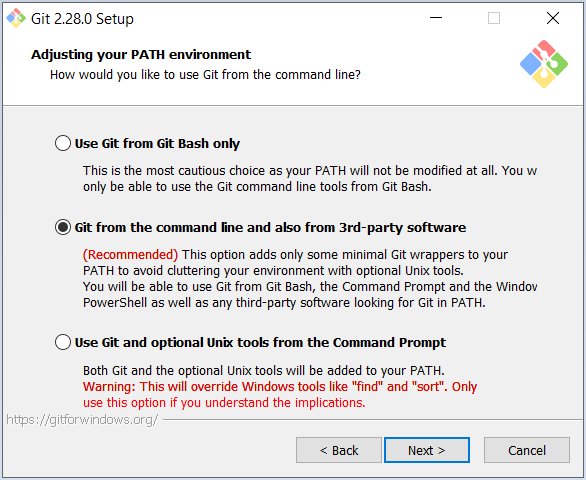 Git 2.28.0 Setup
Adjusting your PATH environment
How would you like to use Git from the command line?
Use Git from Git Bash only
This is the most cautious choice as your PATH will not be modified at all. You w
only be able to use the Git command line tools from Git Bash.
Git from the command line and also from 3rd-party software
(Recommended) This option adds only some minimal Git wrappers to your
PATH to avoid cluttering your environment with optional Unix tools.
You will be able to use Git from Git Bash, the Command Prompt and the Window
PowerShell as well as any third-party software looking for Git in PATH.
Use Git and optional Unix tools from the Command Prompt
Both Git and the optional Unix tools will be added to your PATH.
Warning: This will override Windows tools like "find" and "sort". Only
use this option if you understand the implications.
https://gitforwindows.org/
< Back
Next >
Cancel